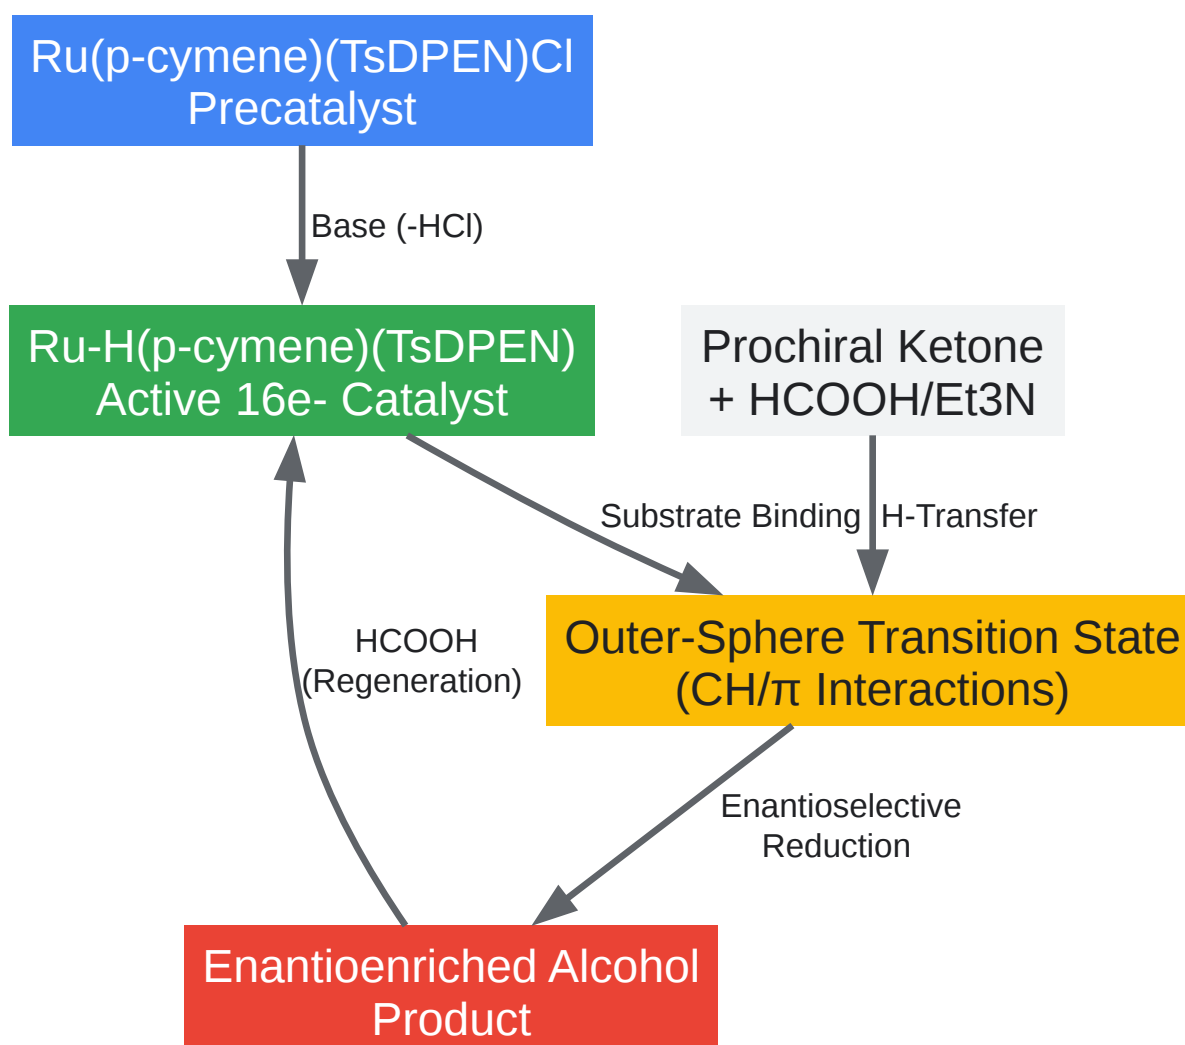 Ru(p-cymene)(TsDPEN)Cl
Precatalyst
Base (-HCl)
Ru-H(p-cymene)(TsDPEN)
Active 16e- Catalyst
Prochiral Ketone
+ HCOOH/Et3N
Substrate Binding
H-Transfer
Outer-Sphere Transition State
(CH/π Interactions)
HCOOH
(Regeneration)
Enantioselective
Reduction
Enantioenriched Alcohol
Product